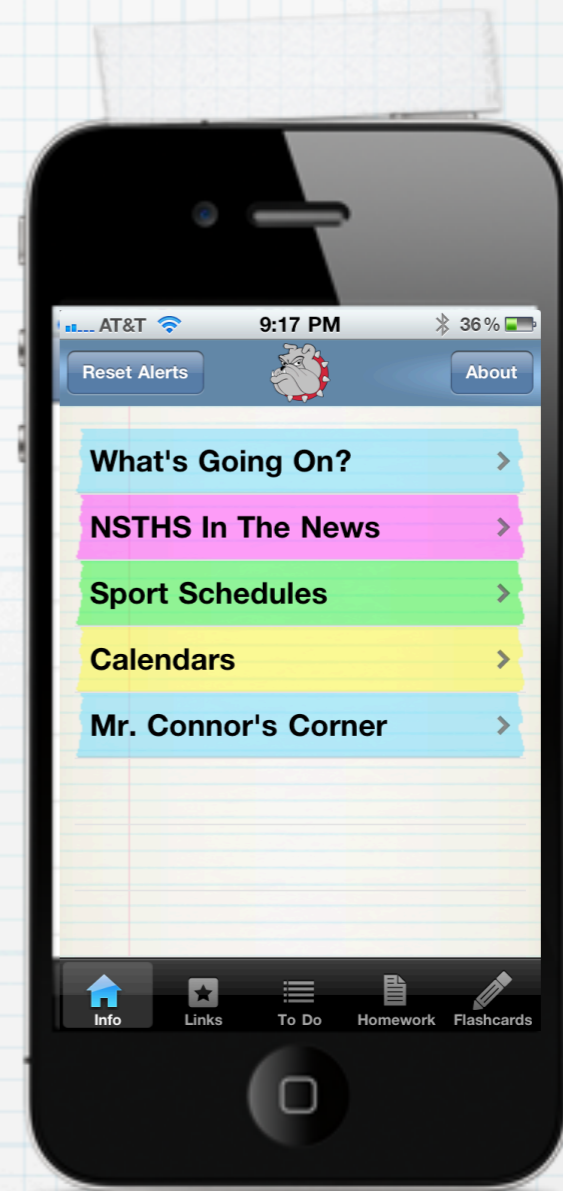 AT&T 9:17 PM 36%
Reset Alerts About
What's Going On?
NSTHS In The News
Sport Schedules
Calendars
Mr. Connor's Corner
Info Links To Do Homework Flashcards